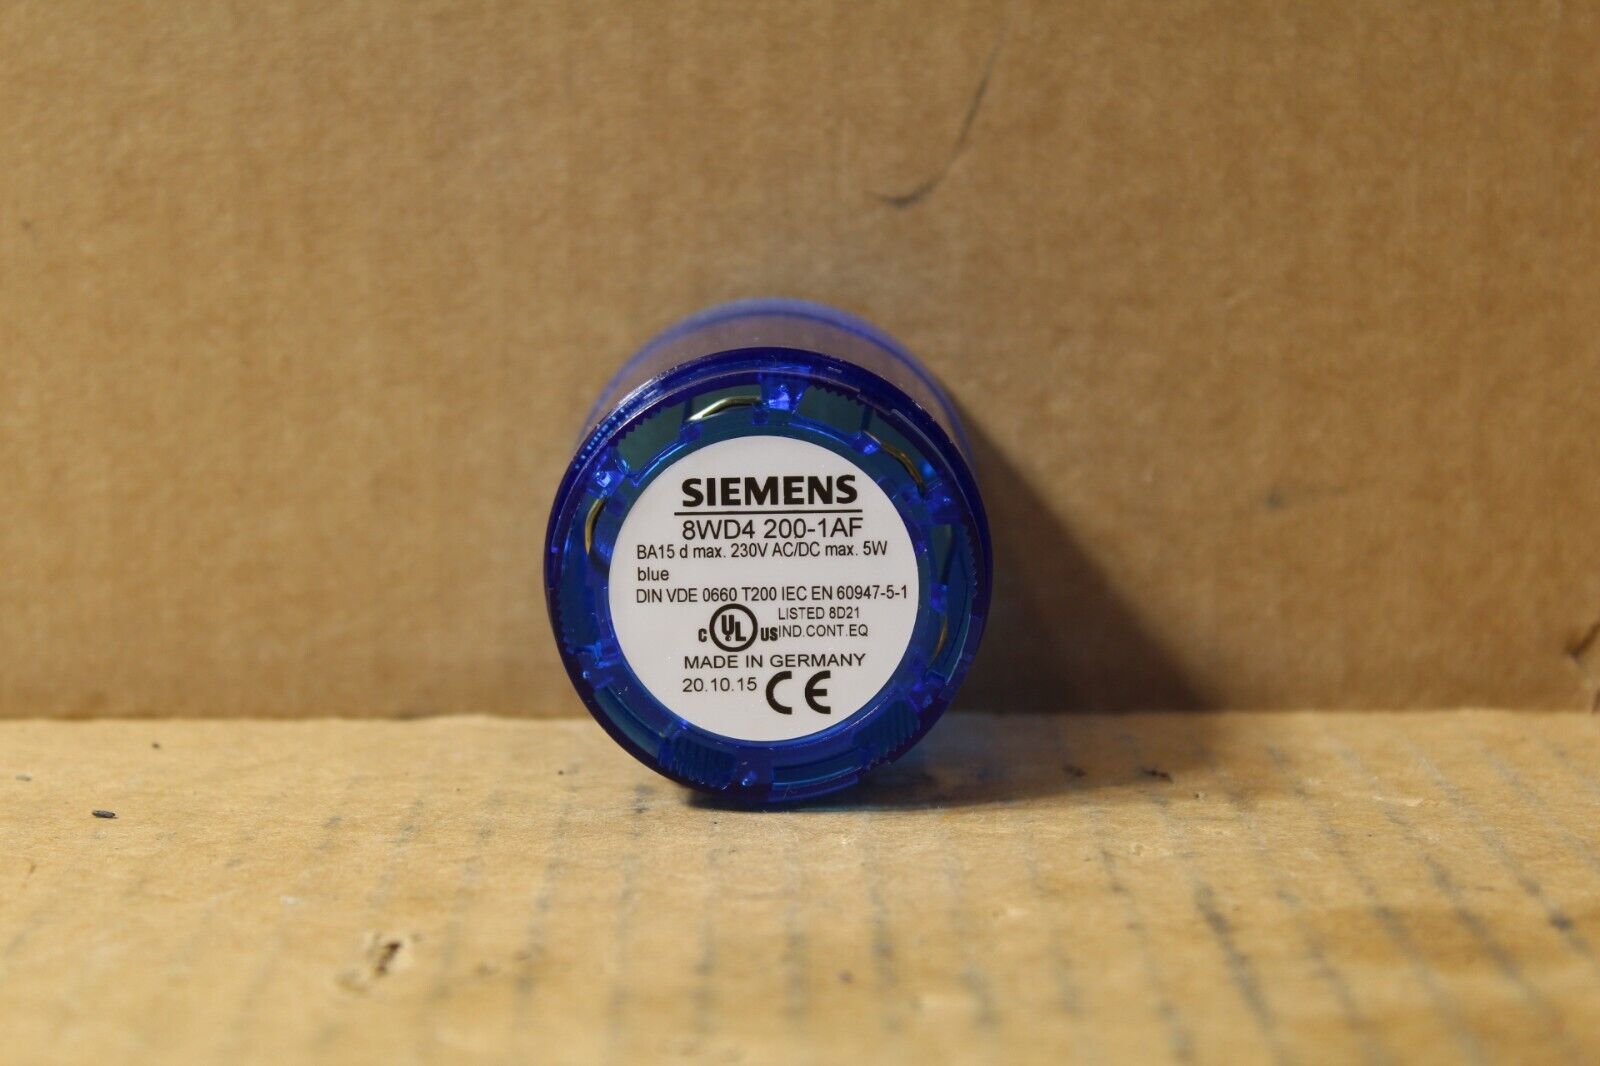 SIEMENS
8WD4 200-1AF
BA15 d max. 230V AC/DC max. 5W
blue
DIN VDE 0660 T200 IEC EN 60947-5-1
LISTED 8D21
C UL US IND.CONT.EQ
MADE IN GERMANY
20.10.15 CE